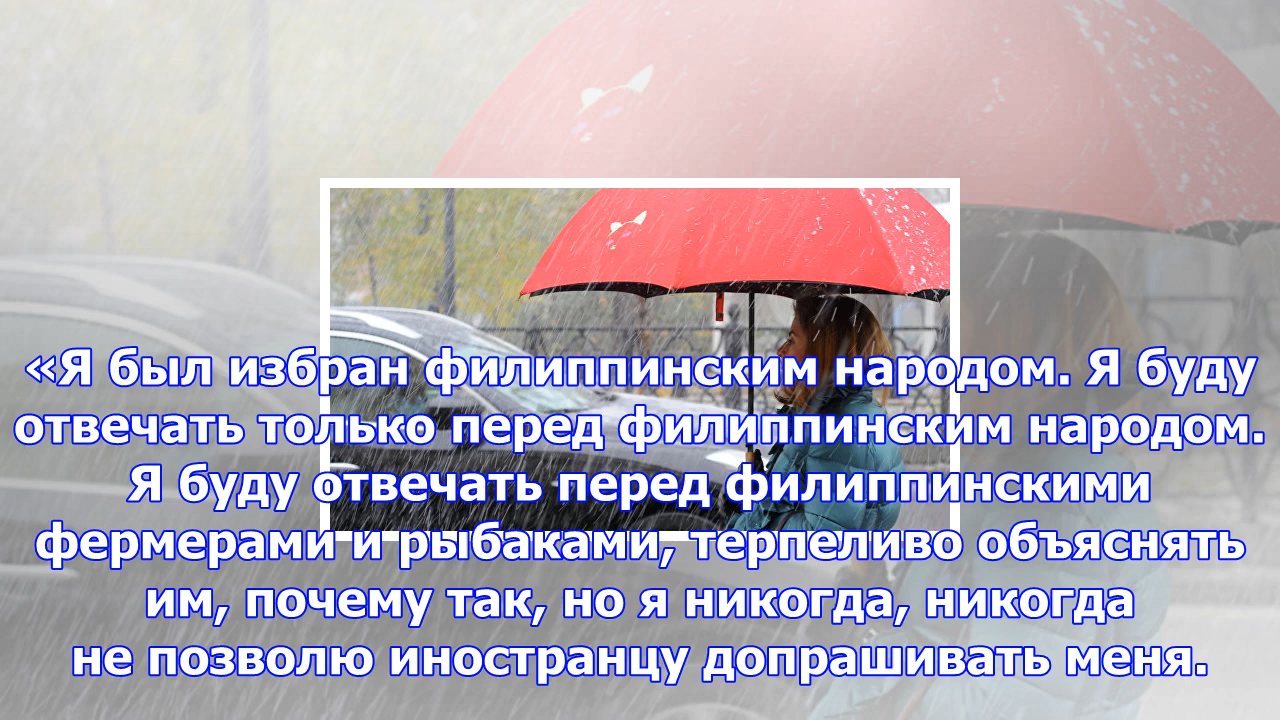 «Я был избран филиппинским народом. Я буду
отвечать только перед филиппинским народом.
Я буду отвечать перед филиппинскими
фермерами и рыбаками, терпеливо объяснять
им, почему так, но я никогда, никогда
не позволю иностранцу допрашивать меня.